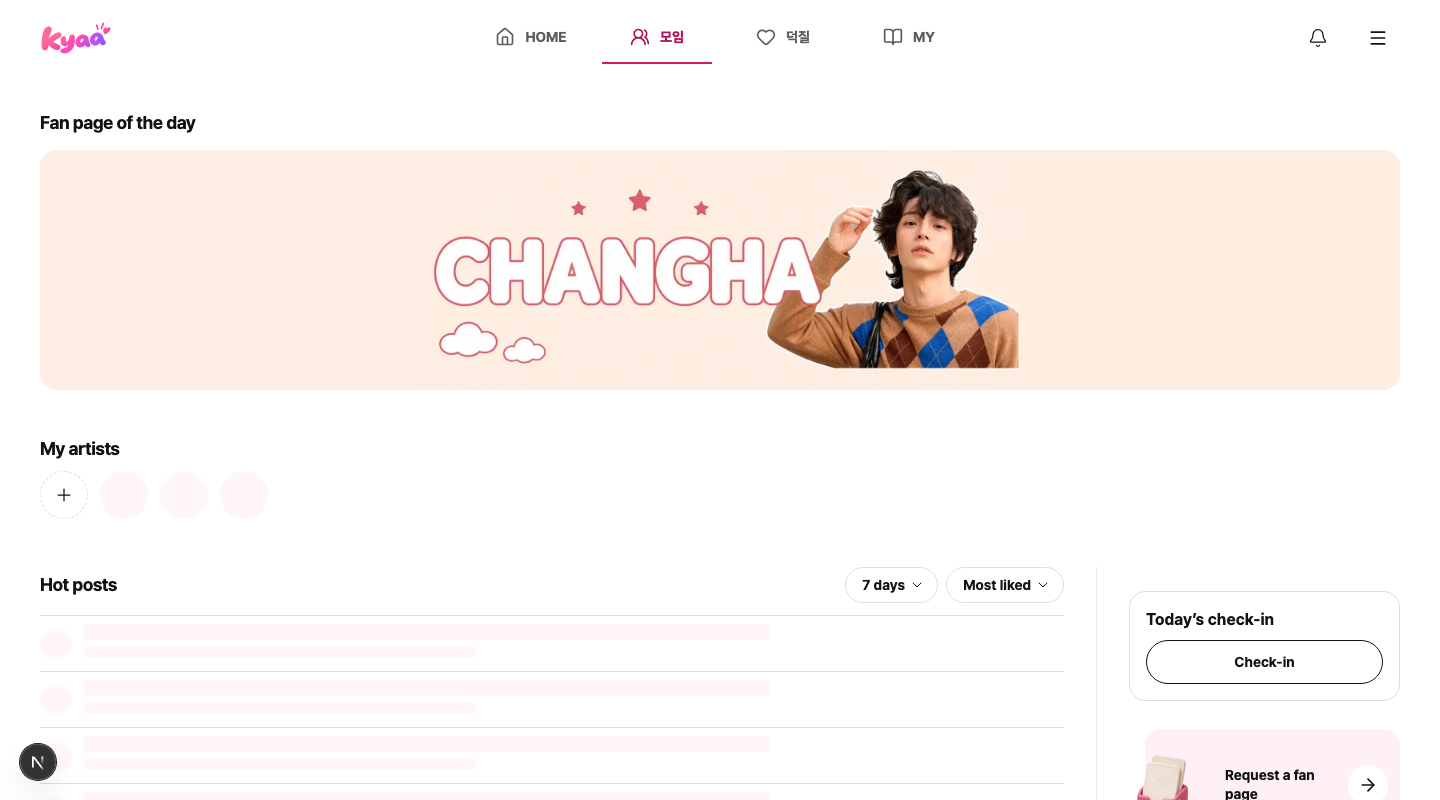 kyaa
HOME
모임
덕질
MY
Fan page of the day
CHANGHA
My artists
Hot posts
7 days
Most liked
Today’s check-in
Check-in
Request a fan
page
N